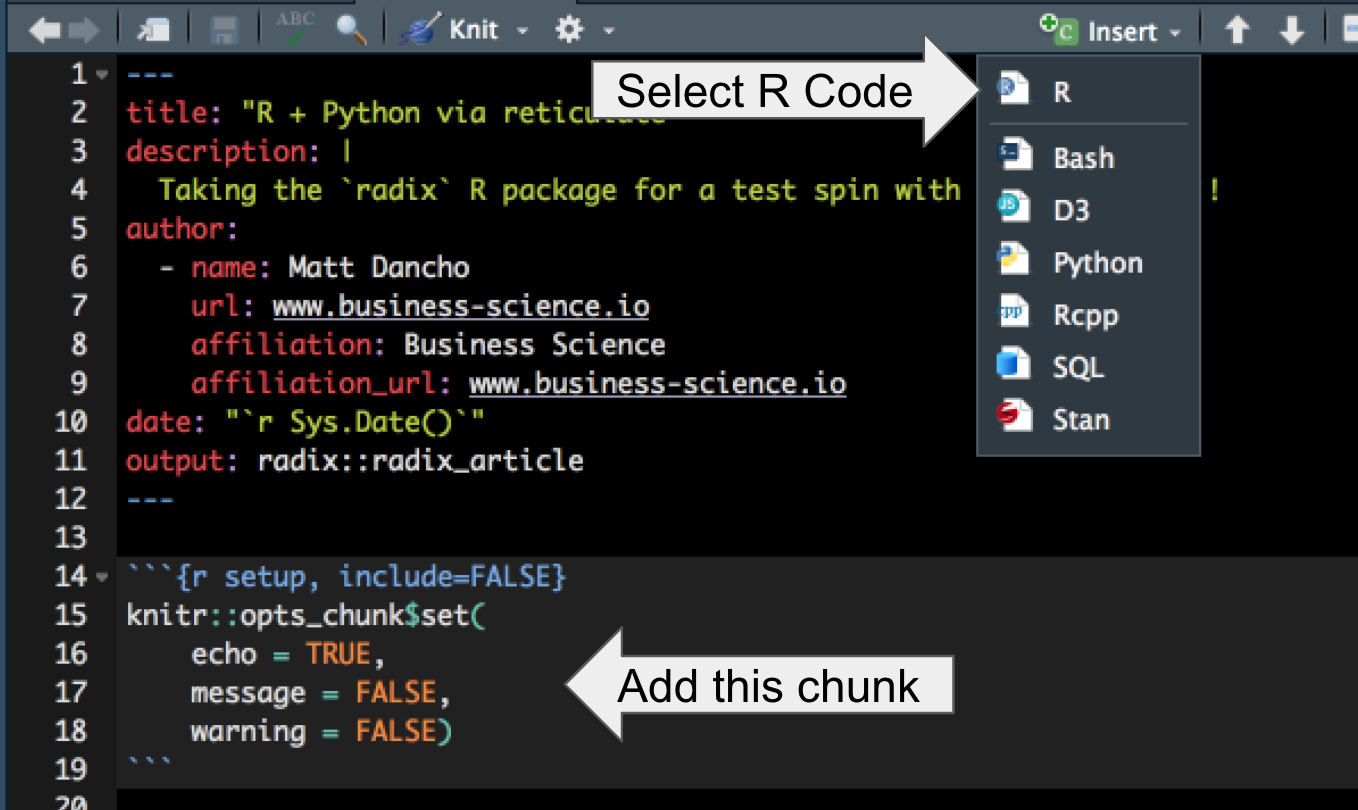 ABC Knit C Insert
Select R Code
R
Bash
D3
Python
Rcpp
SQL
Stan
1 ---
2 title: "R + Python via reticulate
3 description: |
4 Taking the `radix` R package for a test spin with !
5 author:
6 - name: Matt Dancho
7 url: www.business-science.io
8 affiliation: Business Science
9 affiliation_url: www.business-science.io
10 date: "`r Sys.Date()`"
11 output: radix::radix_article
12 ---
13
14 ```{r setup, include=FALSE}
15 knitr::opts_chunk$set(
16 echo = TRUE,
17 message = FALSE,
18 warning = FALSE)
19 ```
20
Add this chunk